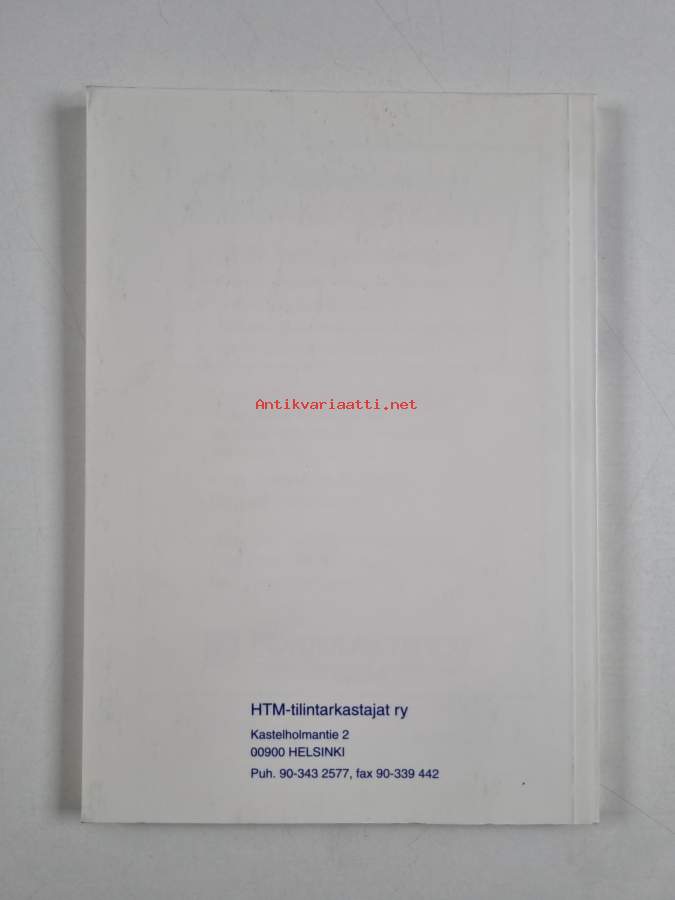 Antikvariaatti.net
HTM-tilintarkastajat ry
Kastelholmantie 2
00900 HELSINKI
Puh. 90-343 2577, fax 90-339 442